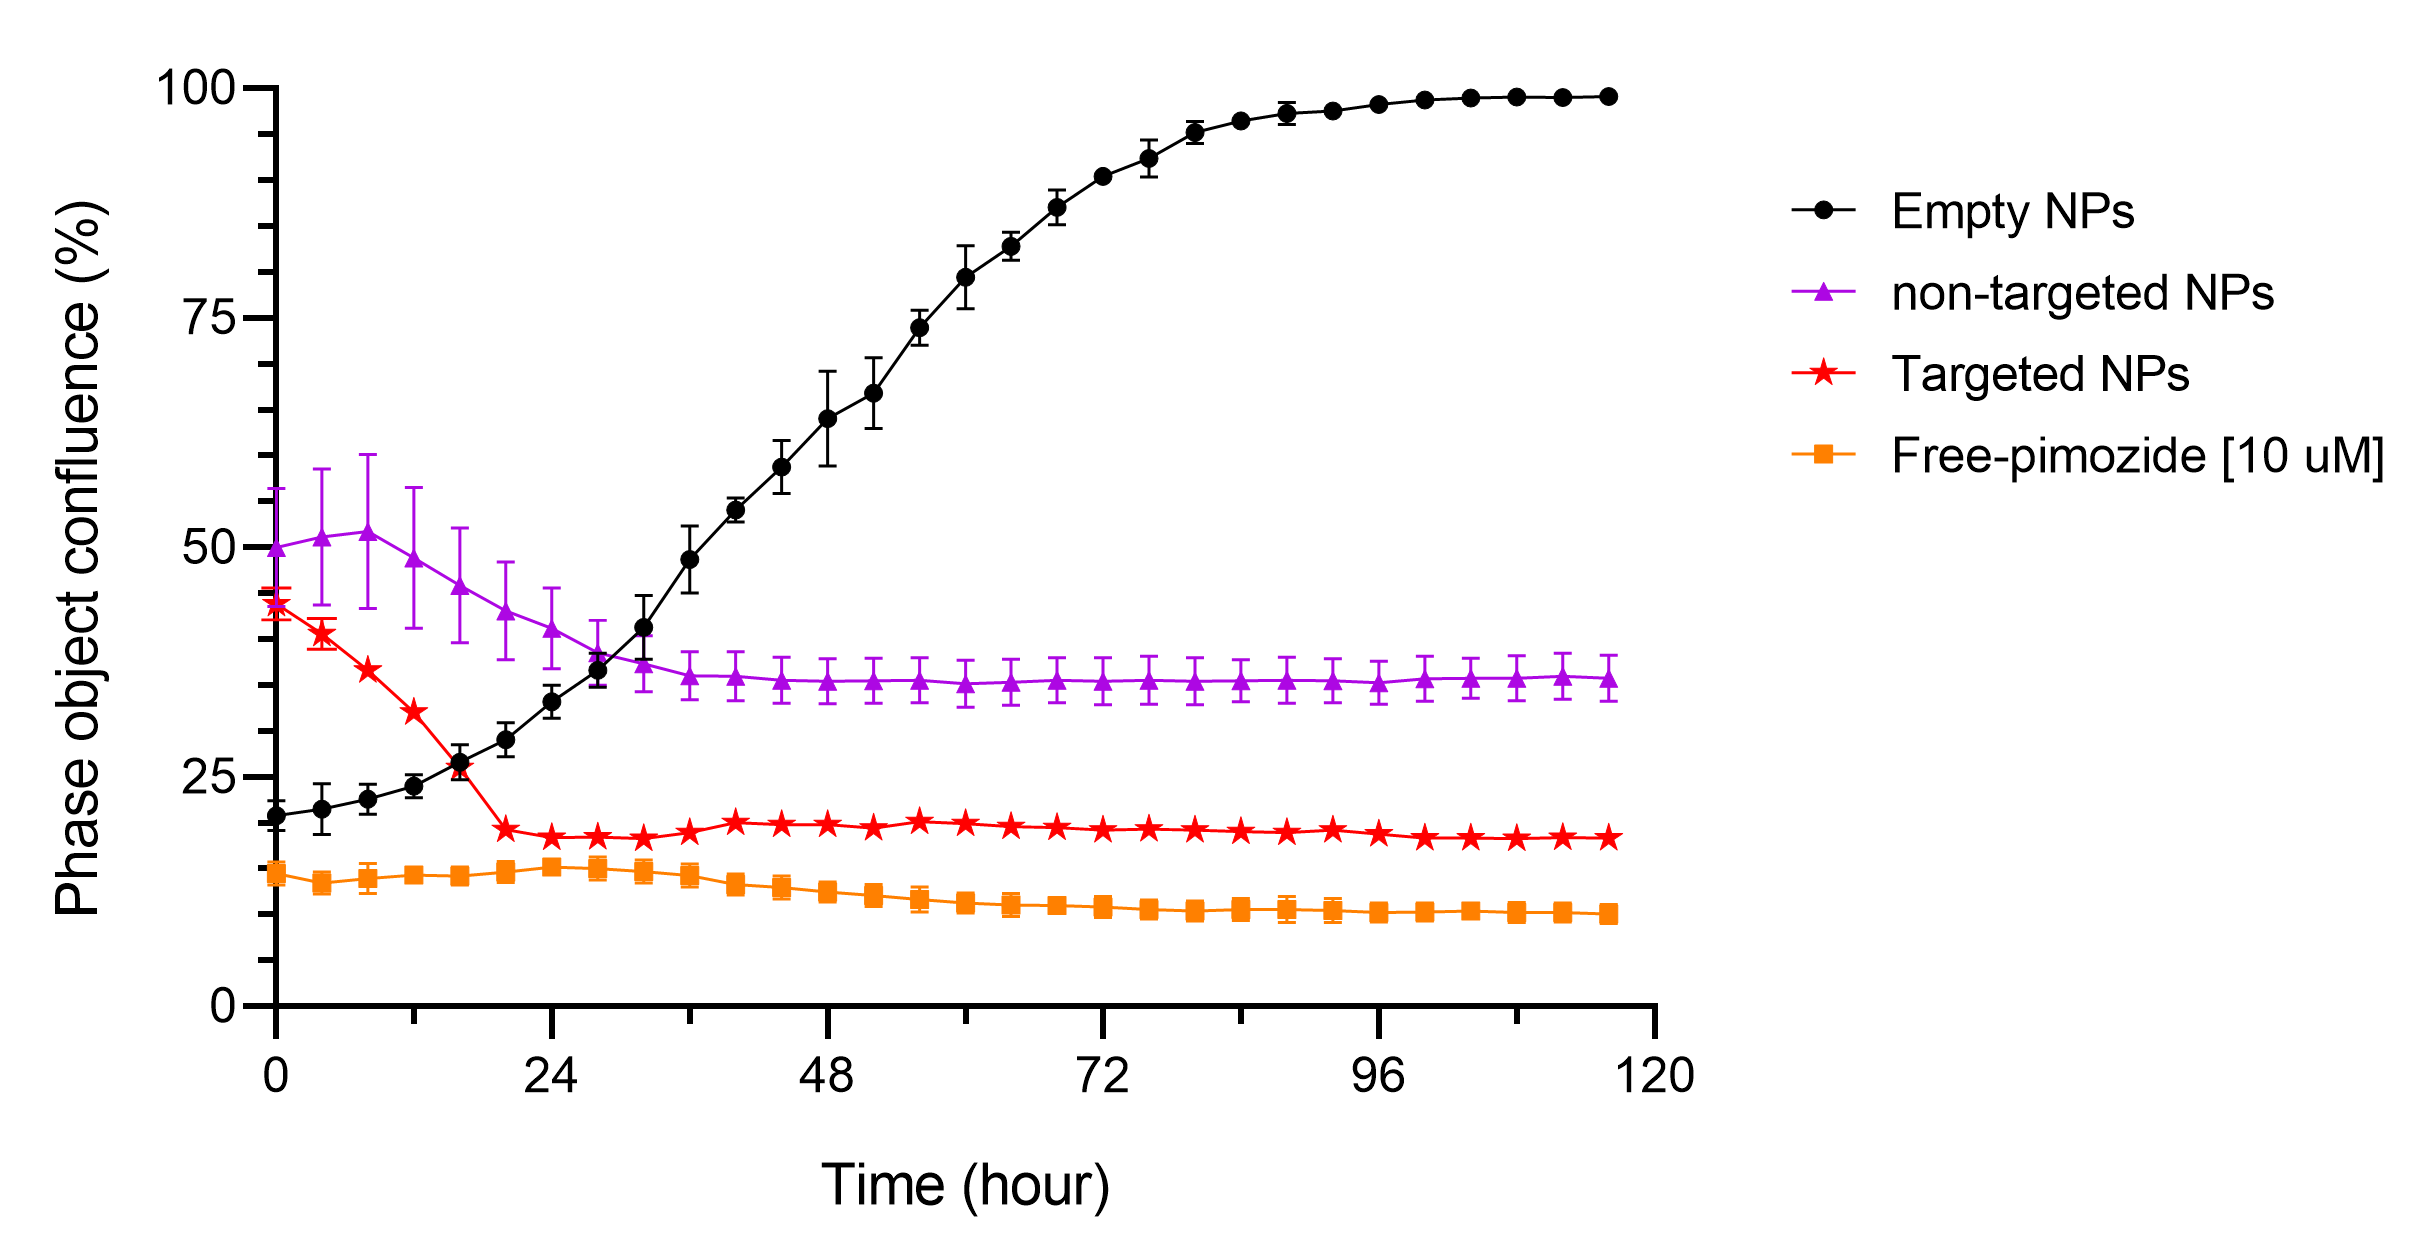 Phase object confluence (%)
100
75
50
25
0
0 24 48 72 96 120
Time (hour)
Empty NPs
non-targeted NPs
Targeted NPs
Free-pimozide [10 uM]